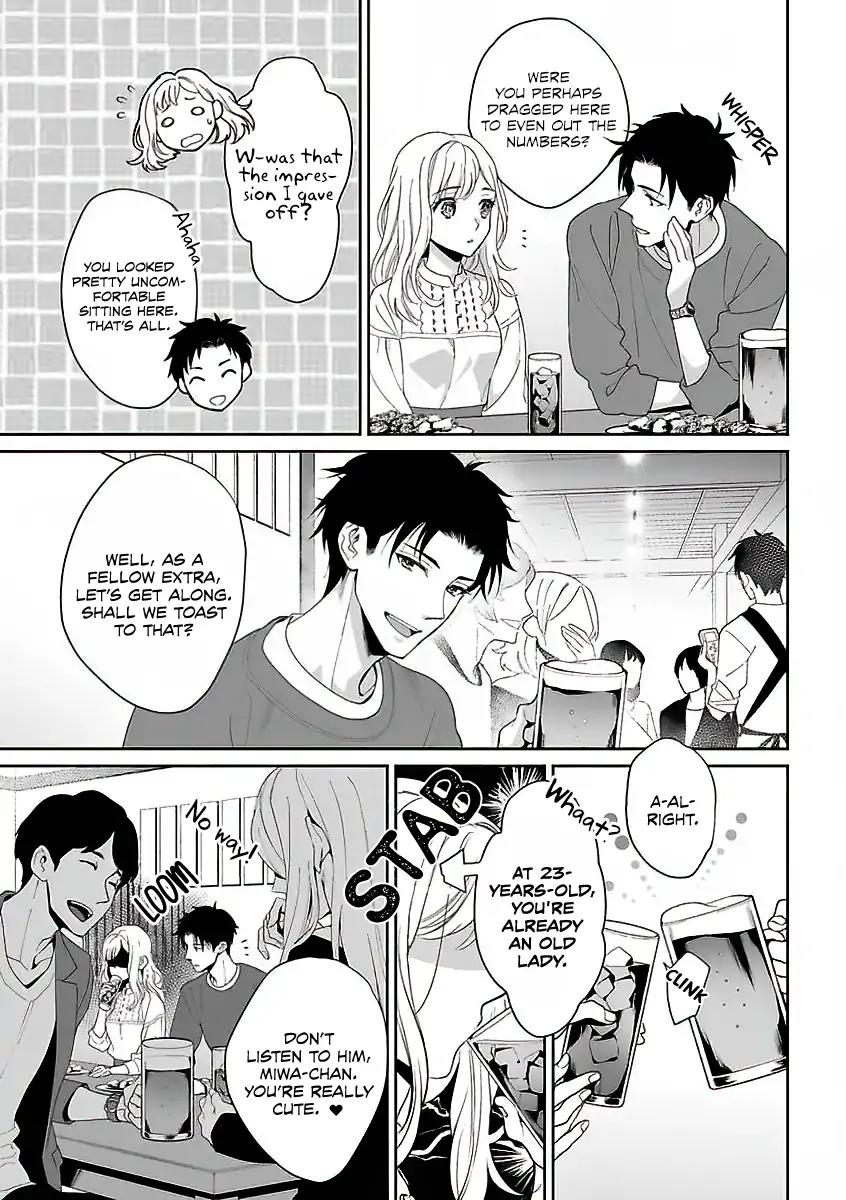 WERE
YOU PERHAPS
DRAGGED HERE
TO EVEN OUT THE
NUMBERS?
WHISPER
W-was that
the impres-
sion I gave
off?
Ahaha
YOU LOOKED
PRETTY UNCOM-
FORTABLE
SITTING HERE.
THAT'S ALL.
WELL, AS A
FELLOW EXTRA,
LET'S GET ALONG.
SHALL WE TOAST
TO THAT?
A-AL-
RIGHT.
CLINK
Whaat?
AT 23-
YEARS-OLD,
YOU'RE
ALREADY
AN OLD
LADY.
STAB
No way!
LOOM
DON'T
LISTEN TO HIM,
MIWA-CHAN.
YOU'RE REALLY
CUTE. ♥